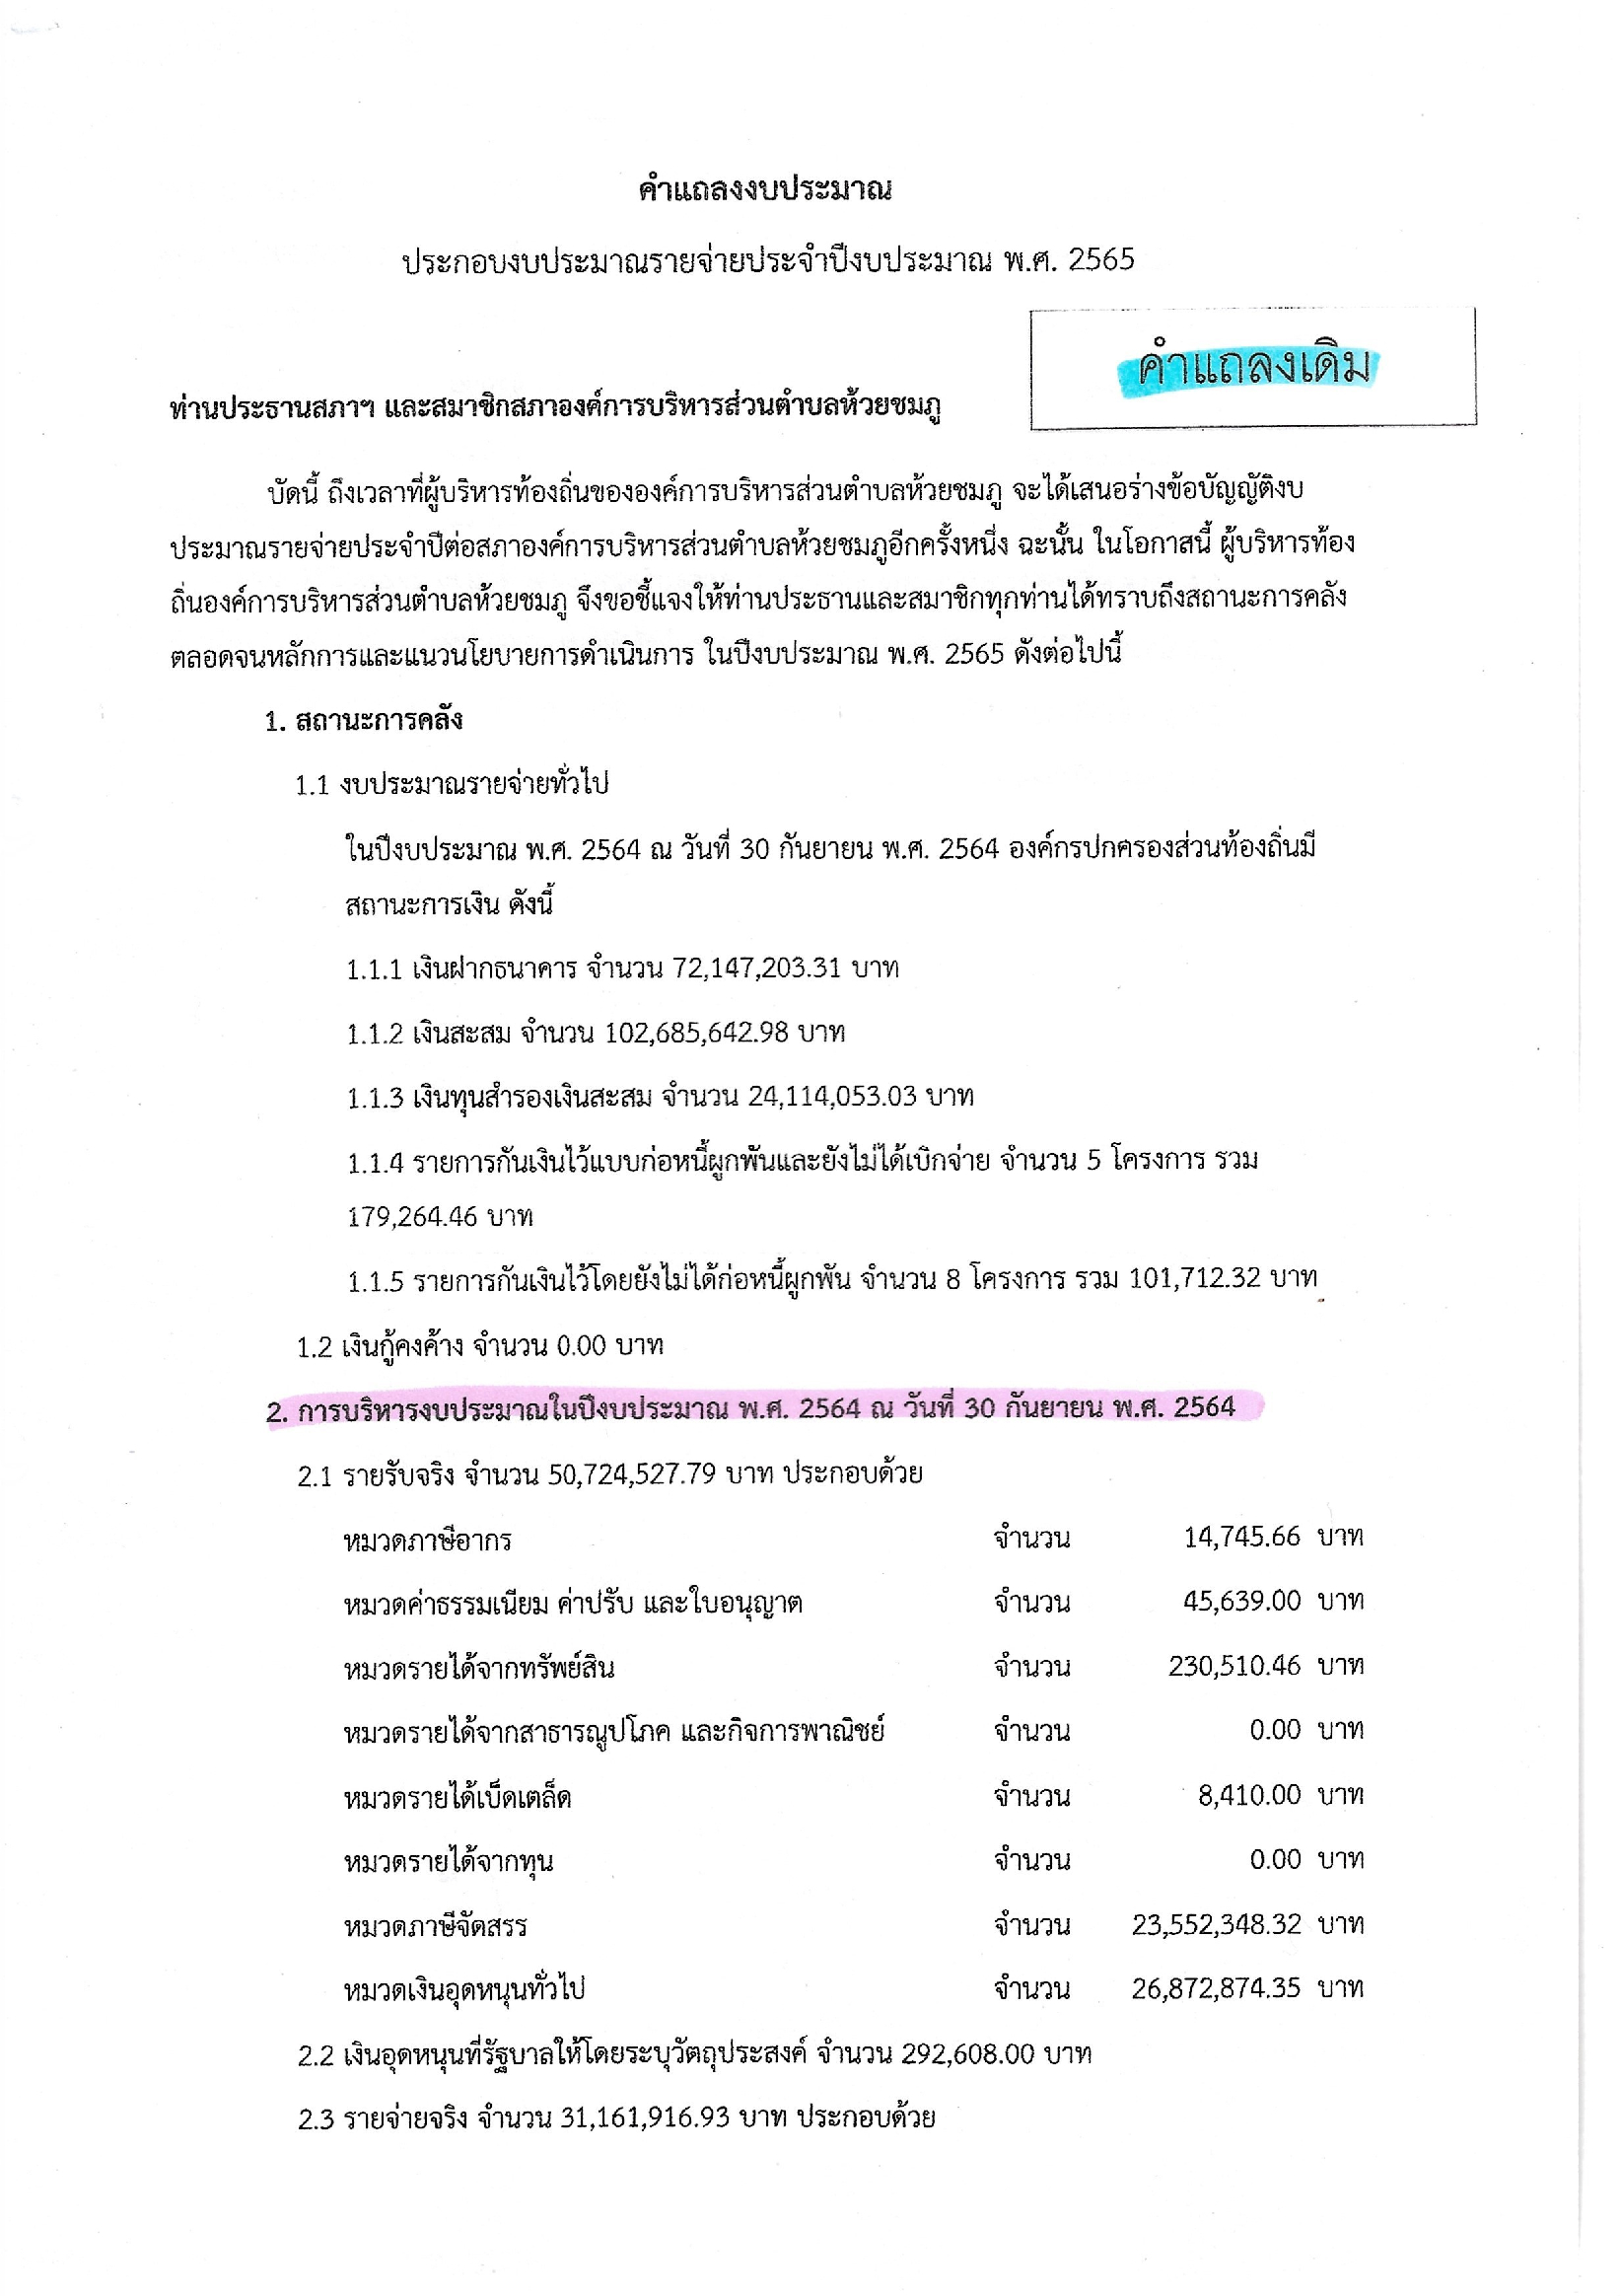 คำแถลงงบประมาณ
ประกอบงบประมาณรายจ่ายประจำปีงบประมาณ พ.ศ. 2565
คำแถลงเดิม
ท่านประธานสภาฯ และสมาชิกสภาองค์การบริหารส่วนตำบลห้วยชมภู
บัดนี้ ถึงเวลาที่ผู้บริหารท้องถิ่นขององค์การบริหารส่วนตำบลห้วยชมภู จะได้เสนอร่างข้อบัญญัติงบ
ประมาณรายจ่ายประจำปีต่อสภาองค์การบริหารส่วนตำบลห้วยชมภูอีกครั้งหนึ่ง ฉะนั้น ในโอกาสนี้ ผู้บริหารท้อง
ถิ่นองค์การบริหารส่วนตำบลห้วยชมภู จึงขอชี้แจงให้ท่านประธานและสมาชิกทุกท่านได้ทราบถึงสถานะการคลัง
ตลอดจนหลักการและแนวนโยบายการดำเนินการ ในปีงบประมาณ พ.ศ. 2565 ดังต่อไปนี้
1. สถานะการคลัง
1.1 งบประมาณรายจ่ายทั่วไป
ในปีงบประมาณ พ.ศ. 2564 ณ วันที่ 30 กันยายน พ.ศ. 2564 องค์กรปกครองส่วนท้องถิ่นมี
สถานะการเงิน ดังนี้
1.1.1 เงินฝากธนาคาร จำนวน 72,147,203.31 บาท
1.1.2 เงินสะสม จำนวน 102,685,642.98 บาท
1.1.3 เงินทุนสำรองเงินสะสม จำนวน 24,114,053.03 บาท
1.1.4 รายการกันเงินไว้แบบก่อหนี้ผูกพันและยังไม่ได้เบิกจ่าย จำนวน 5 โครงการ รวม
179,264.46 บาท
1.1.5 รายการกันเงินไว้โดยยังไม่ได้ก่อหนี้ผูกพัน จำนวน 8 โครงการ รวม 101,712.32 บาท
1.2 เงินกู้คงค้าง จำนวน 0.00 บาท
2. การบริหารงบประมาณในปีงบประมาณ พ.ศ. 2564 ณ วันที่ 30 กันยายน พ.ศ. 2564
2.1 รายรับจริง จำนวน 50,724,527.79 บาท ประกอบด้วย
หมวดภาษีอากร จำนวน 14,745.66 บาท
หมวดค่าธรรมเนียม ค่าปรับ และใบอนุญาต จำนวน 45,639.00 บาท
หมวดรายได้จากทรัพย์สิน จำนวน 230,510.46 บาท
หมวดรายได้จากสาธารณูปโภค และกิจการพาณิชย์ จำนวน 0.00 บาท
หมวดรายได้เบ็ดเตล็ด จำนวน 8,410.00 บาท
หมวดรายได้จากทุน จำนวน 0.00 บาท
หมวดภาษีจัดสรร จำนวน 23,552,348.32 บาท
หมวดเงินอุดหนุนทั่วไป จำนวน 26,872,874.35 บาท
2.2 เงินอุดหนุนที่รัฐบาลให้โดยระบุวัตถุประสงค์ จำนวน 292,608.00 บาท
2.3 รายจ่ายจริง จำนวน 31,161,916.93 บาท ประกอบด้วย